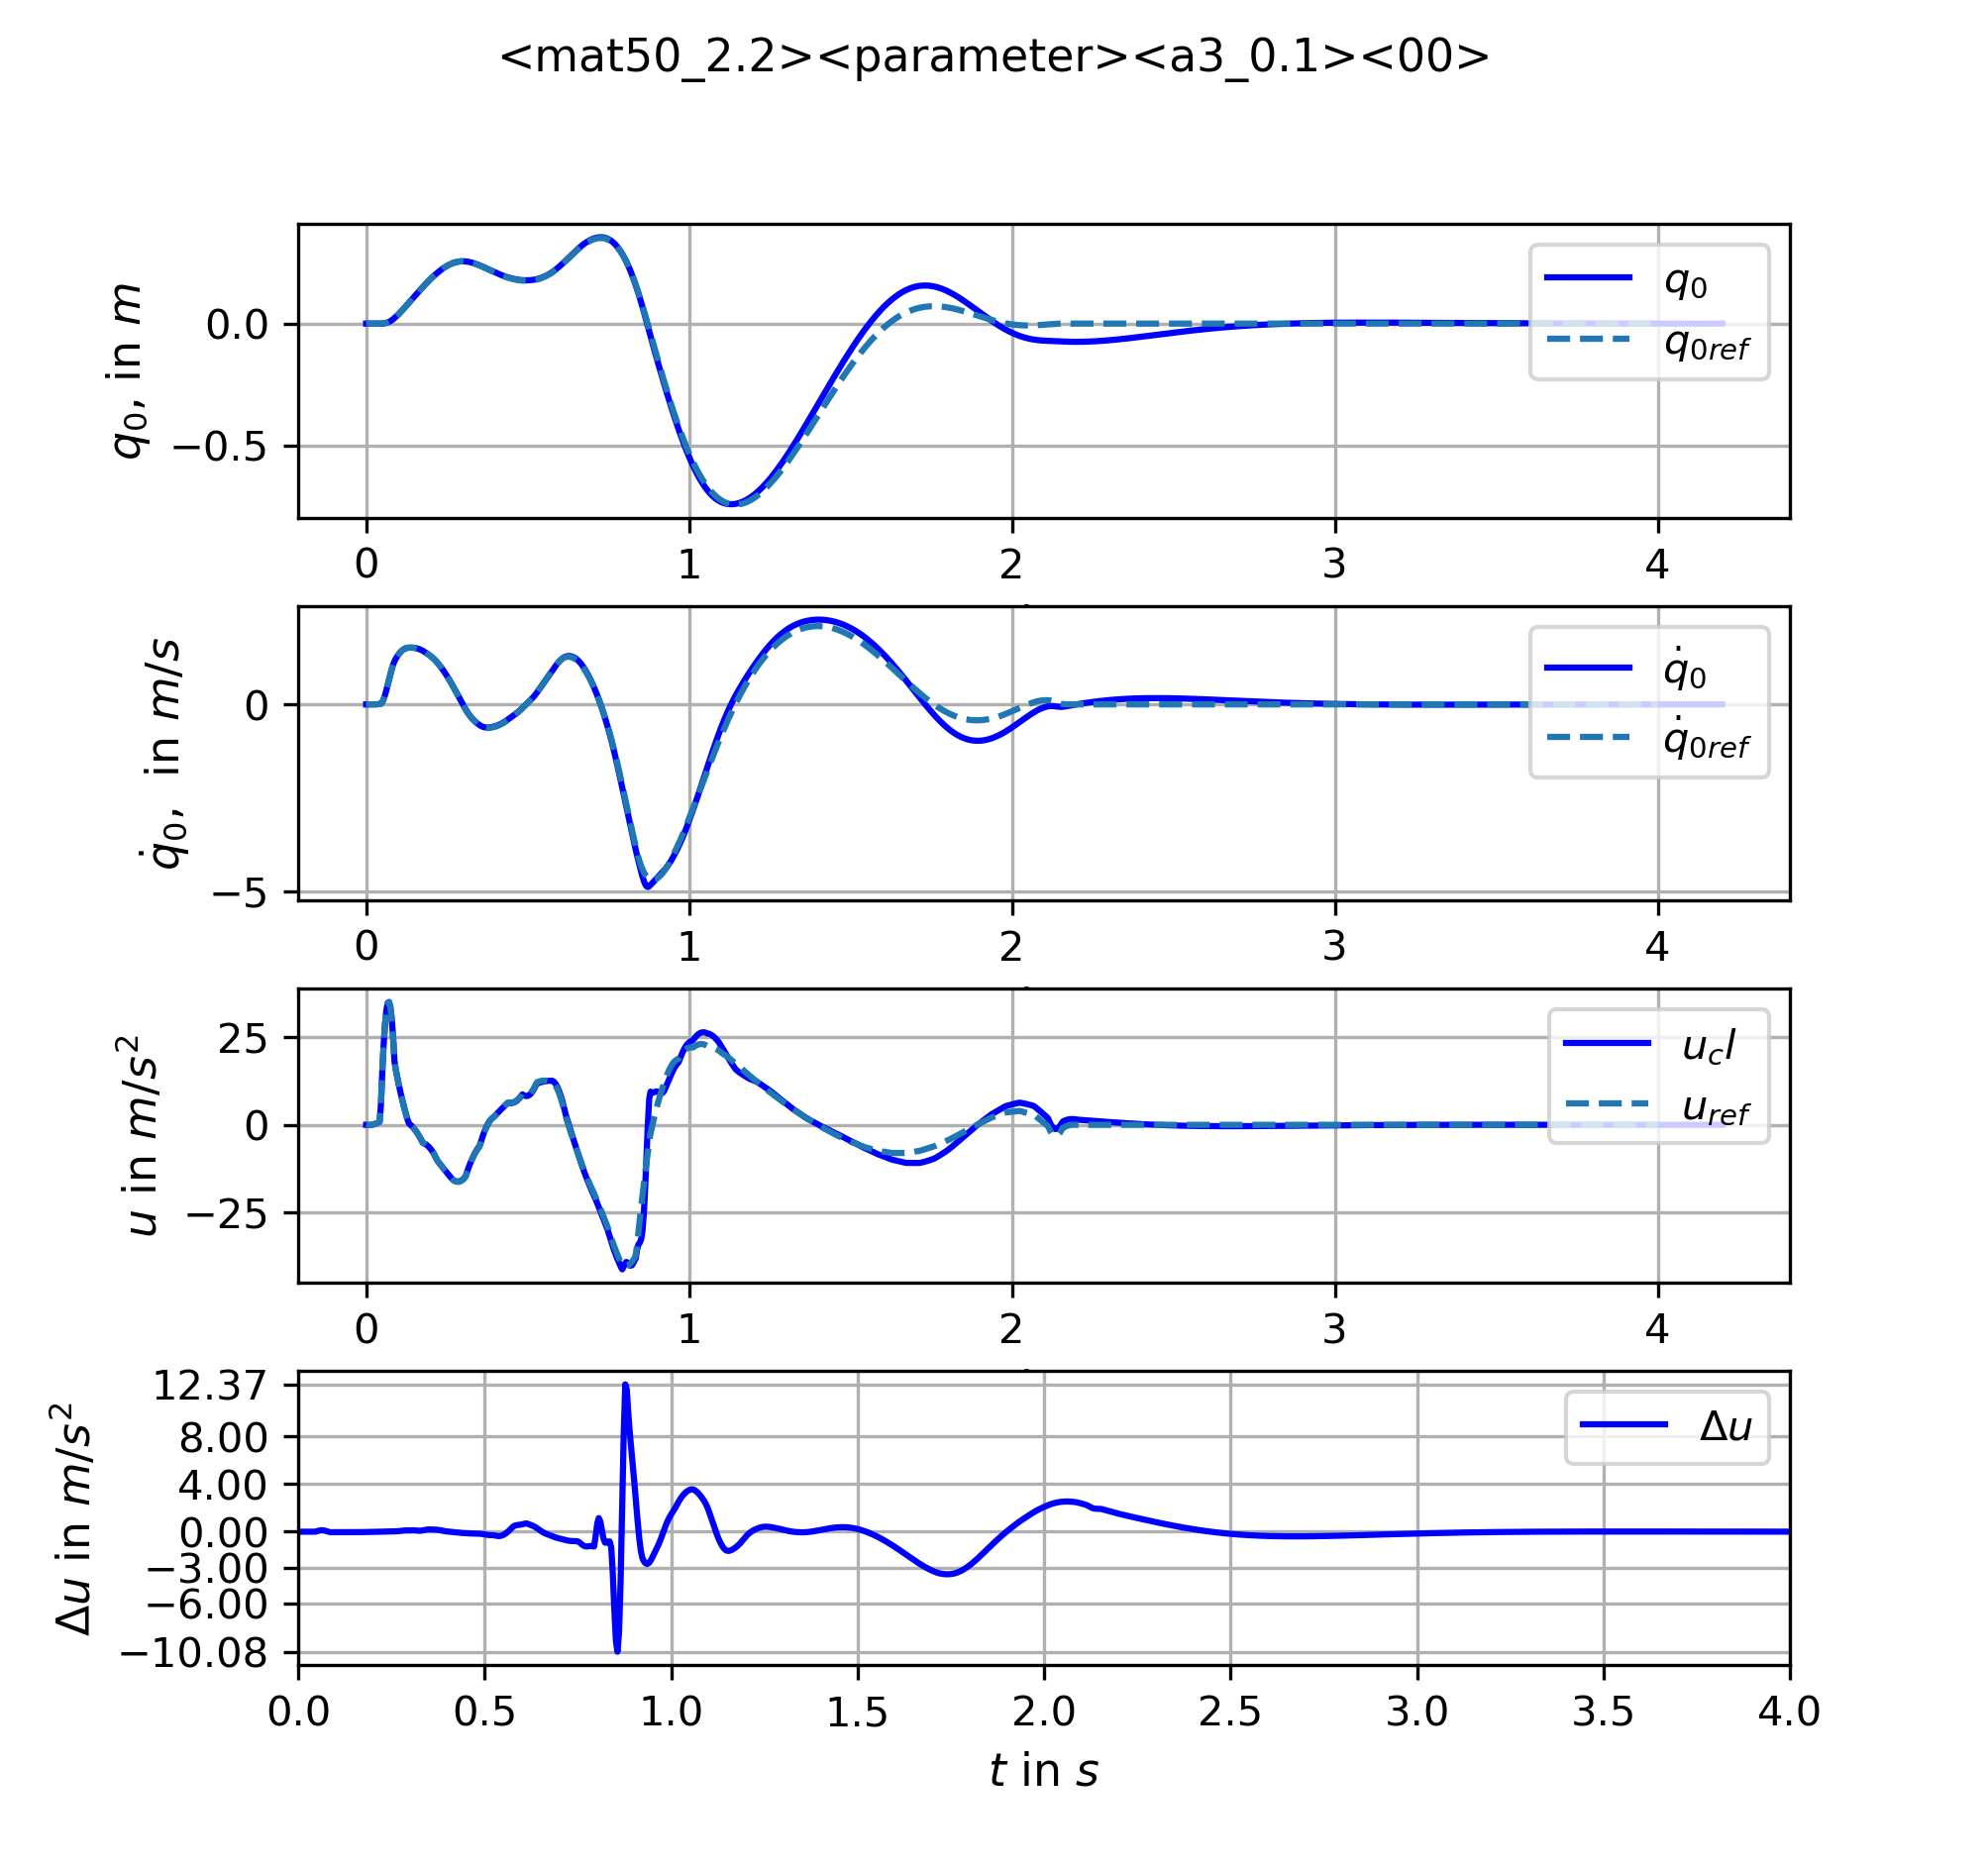 <mat50_2.2><parameter><a3_0.1><00>
q₀, in m
0.0
−0.5
q₀
q₀ref
0 1 2 3 4
q̇₀, in m/s
0
−5
q̇₀
q̇₀ref
0 1 2 3 4
u in m/s²
25
0
−25
u_cl
u_ref
0 1 2 3 4
Δu in m/s²
12.37
8.00
4.00
0.00
−3.00
−6.00
−10.08
Δu
0.0 0.5 1.0 1.5 2.0 2.5 3.0 3.5 4.0
t in s